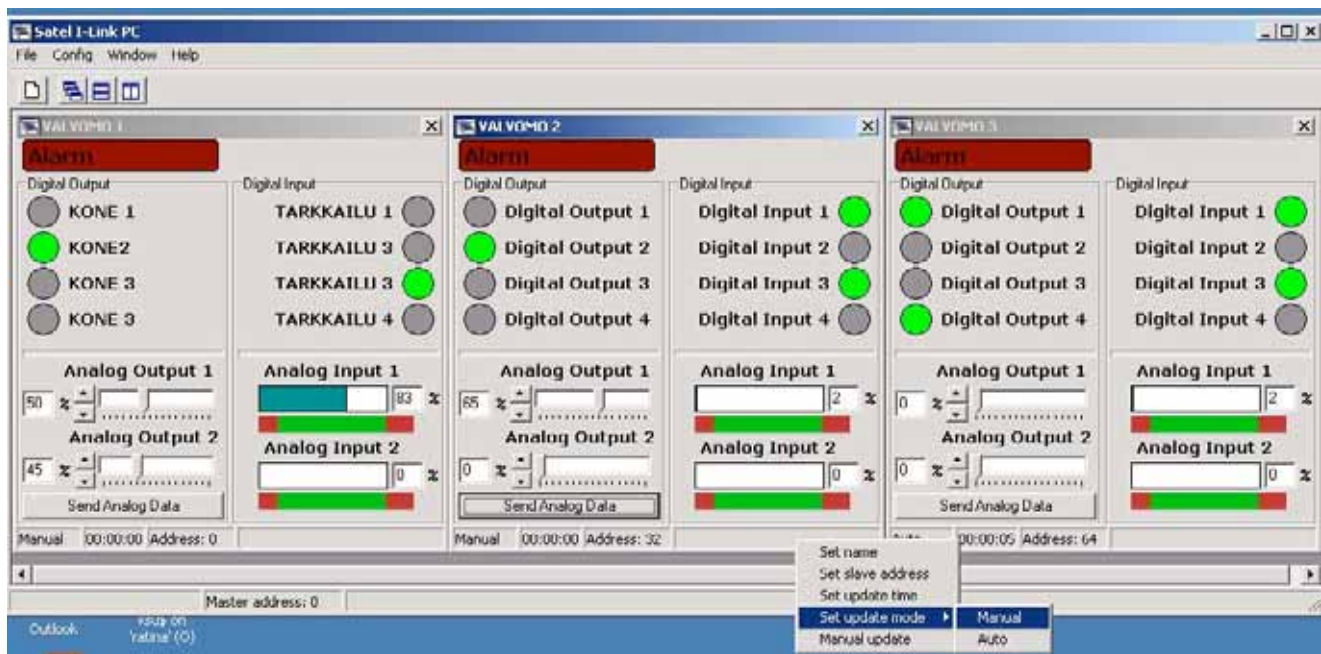 Satel I-Link PC
File Config Window Help
VALVOMO 1
Alarm
Digital Output
KONE 1
KONE2
KONE 3
KONE 3
Digital Input
TARKKAILU 1
TARKKAILU 3
TARKKAILU 3
TARKKAILU 4
Analog Output 1
50 %
Analog Output 2
45 %
Send Analog Data
Analog Input 1
83 %
Analog Input 2
0 %
Manual 00:00:00 Address: 0
VALVOMO 2
Alarm
Digital Output
Digital Output 1
Digital Output 2
Digital Output 3
Digital Output 4
Digital Input
Digital Input 1
Digital Input 2
Digital Input 3
Digital Input 4
Analog Output 1
65 %
Analog Output 2
0 %
Send Analog Data
Analog Input 1
2 %
Analog Input 2
0 %
Manual 00:00:00 Address: 32
VALVOMO 3
Alarm
Digital Output
Digital Output 1
Digital Output 2
Digital Output 3
Digital Output 4
Digital Input
Digital Input 1
Digital Input 2
Digital Input 3
Digital Input 4
Analog Output 1
0 %
Analog Output 2
0 %
Send Analog Data
Analog Input 1
2 %
Analog Input 2
0 %
00:00:05 Address: 64
Set name
Set slave address
Set update time
Set update mode
Manual update
Manual
Auto
Master address: 0
Outlook
'ratina' (O)